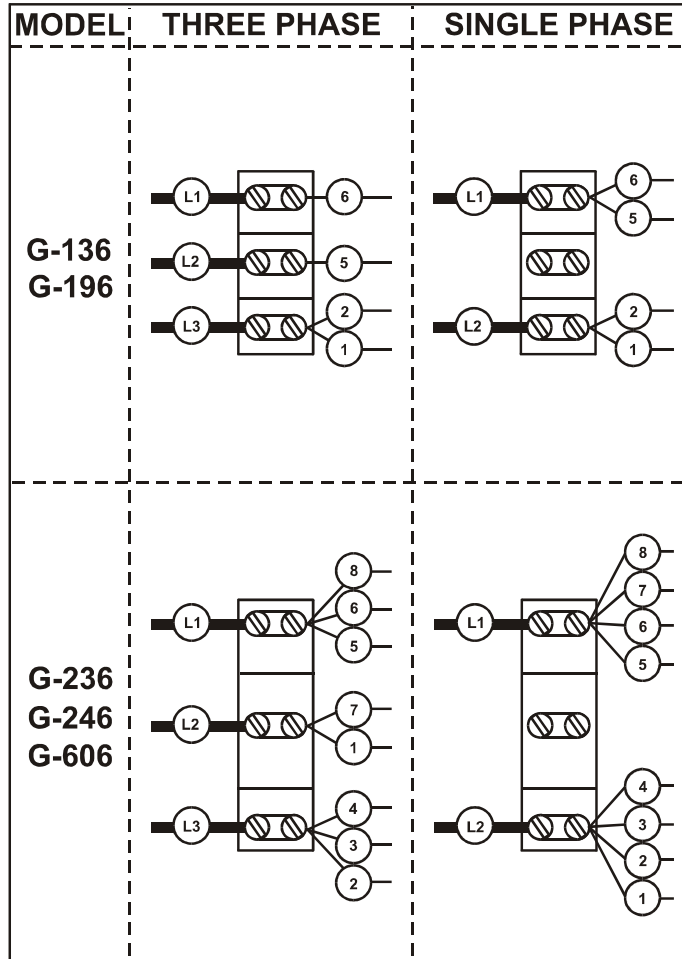 MODEL THREE PHASE SINGLE PHASE
G-136
G-196
L1 6
L2 5
L3 2
1
L1 6
5
L2 2
1
G-236
G-246
G-606
L1 8
6
5
L2 7
1
L3 4
3
2
L1 8
7
6
5
L2 4
3
2
1